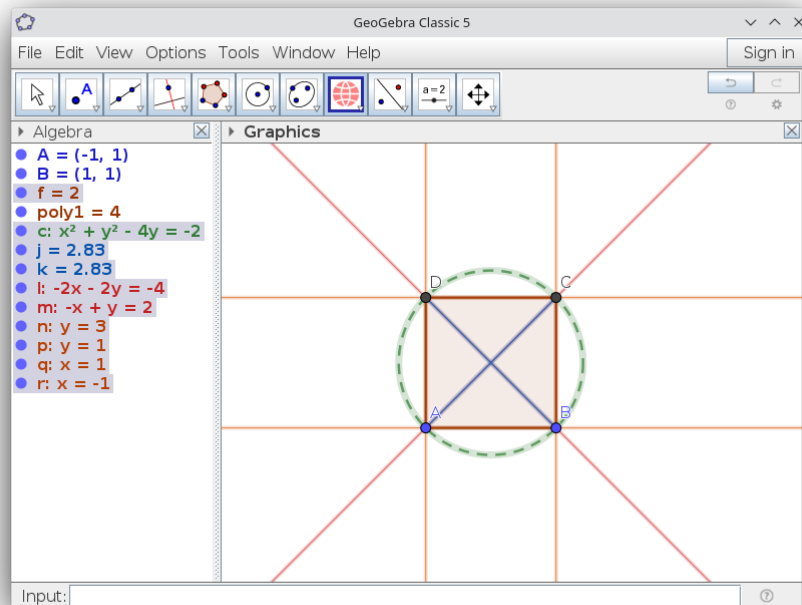 GeoGebra Classic 5
File Edit View Options Tools Window Help Sign in
A a=2
Algebra
Graphics
A = (-1, 1)
B = (1, 1)
f = 2
poly1 = 4
c: x² + y² - 4y = -2
j = 2.83
k = 2.83
l: -2x - 2y = -4
m: -x + y = 2
n: y = 3
p: y = 1
q: x = 1
r: x = -1
D C
A B
Input: